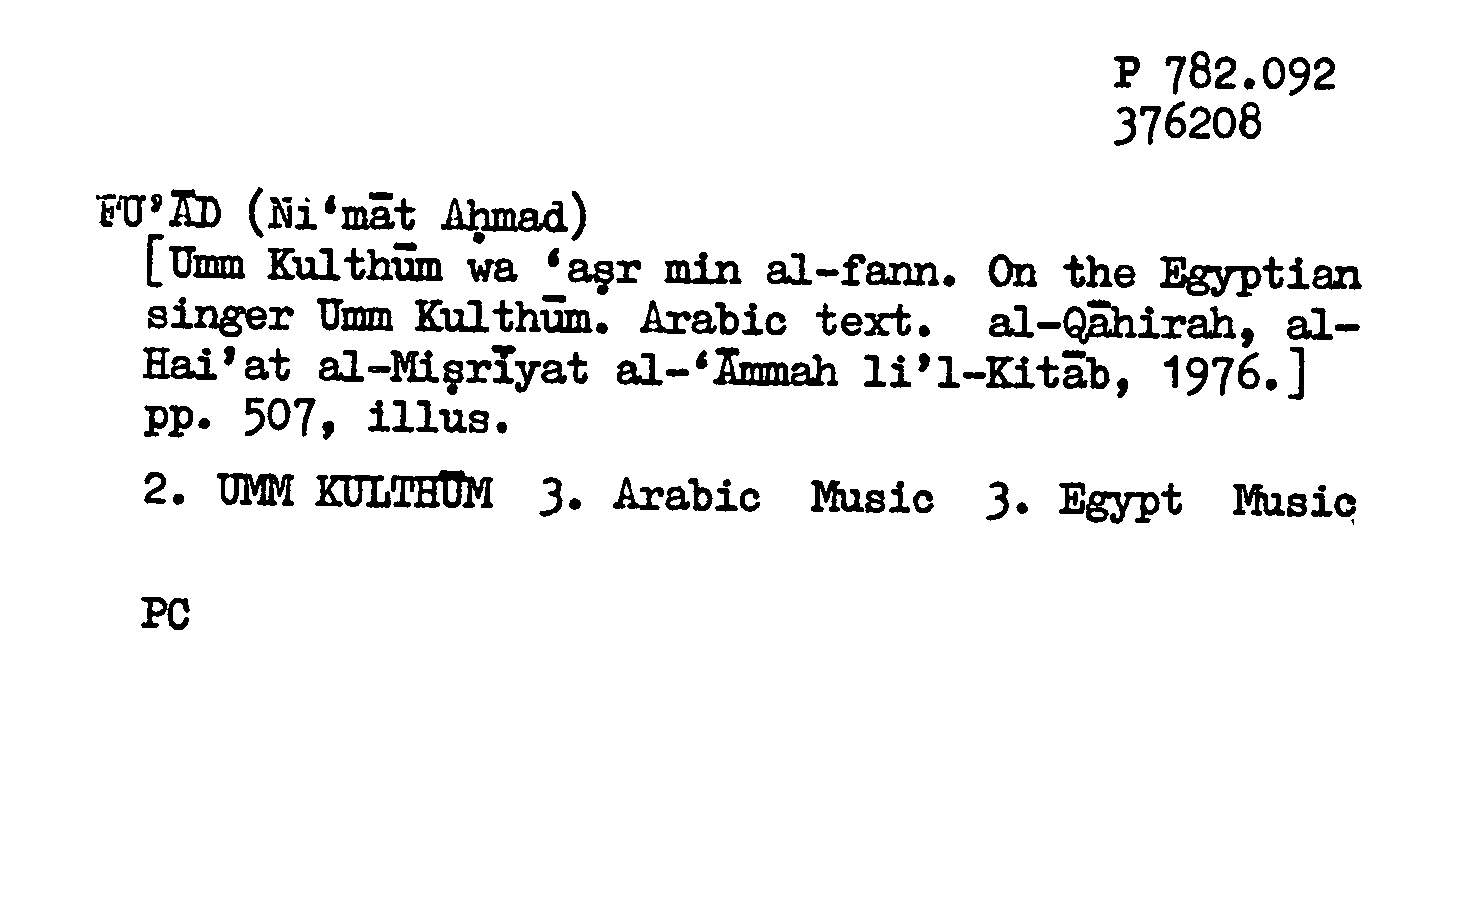 P 782.092
376208
FU’ĀD (Ni‘māt Aḥmad)
[Umm Kulthūm wa ‘aṣr min al-fann. On the Egyptian
singer Umm Kulthūm. Arabic text. al-Qāhirah, al-
Hai’at al-Miṣrīyat al-‘Āmmah li’l-Kitāb, 1976.]
pp. 507, illus.
2. UMM KULTHŪM 3. Arabic Music 3. Egypt Music
PC